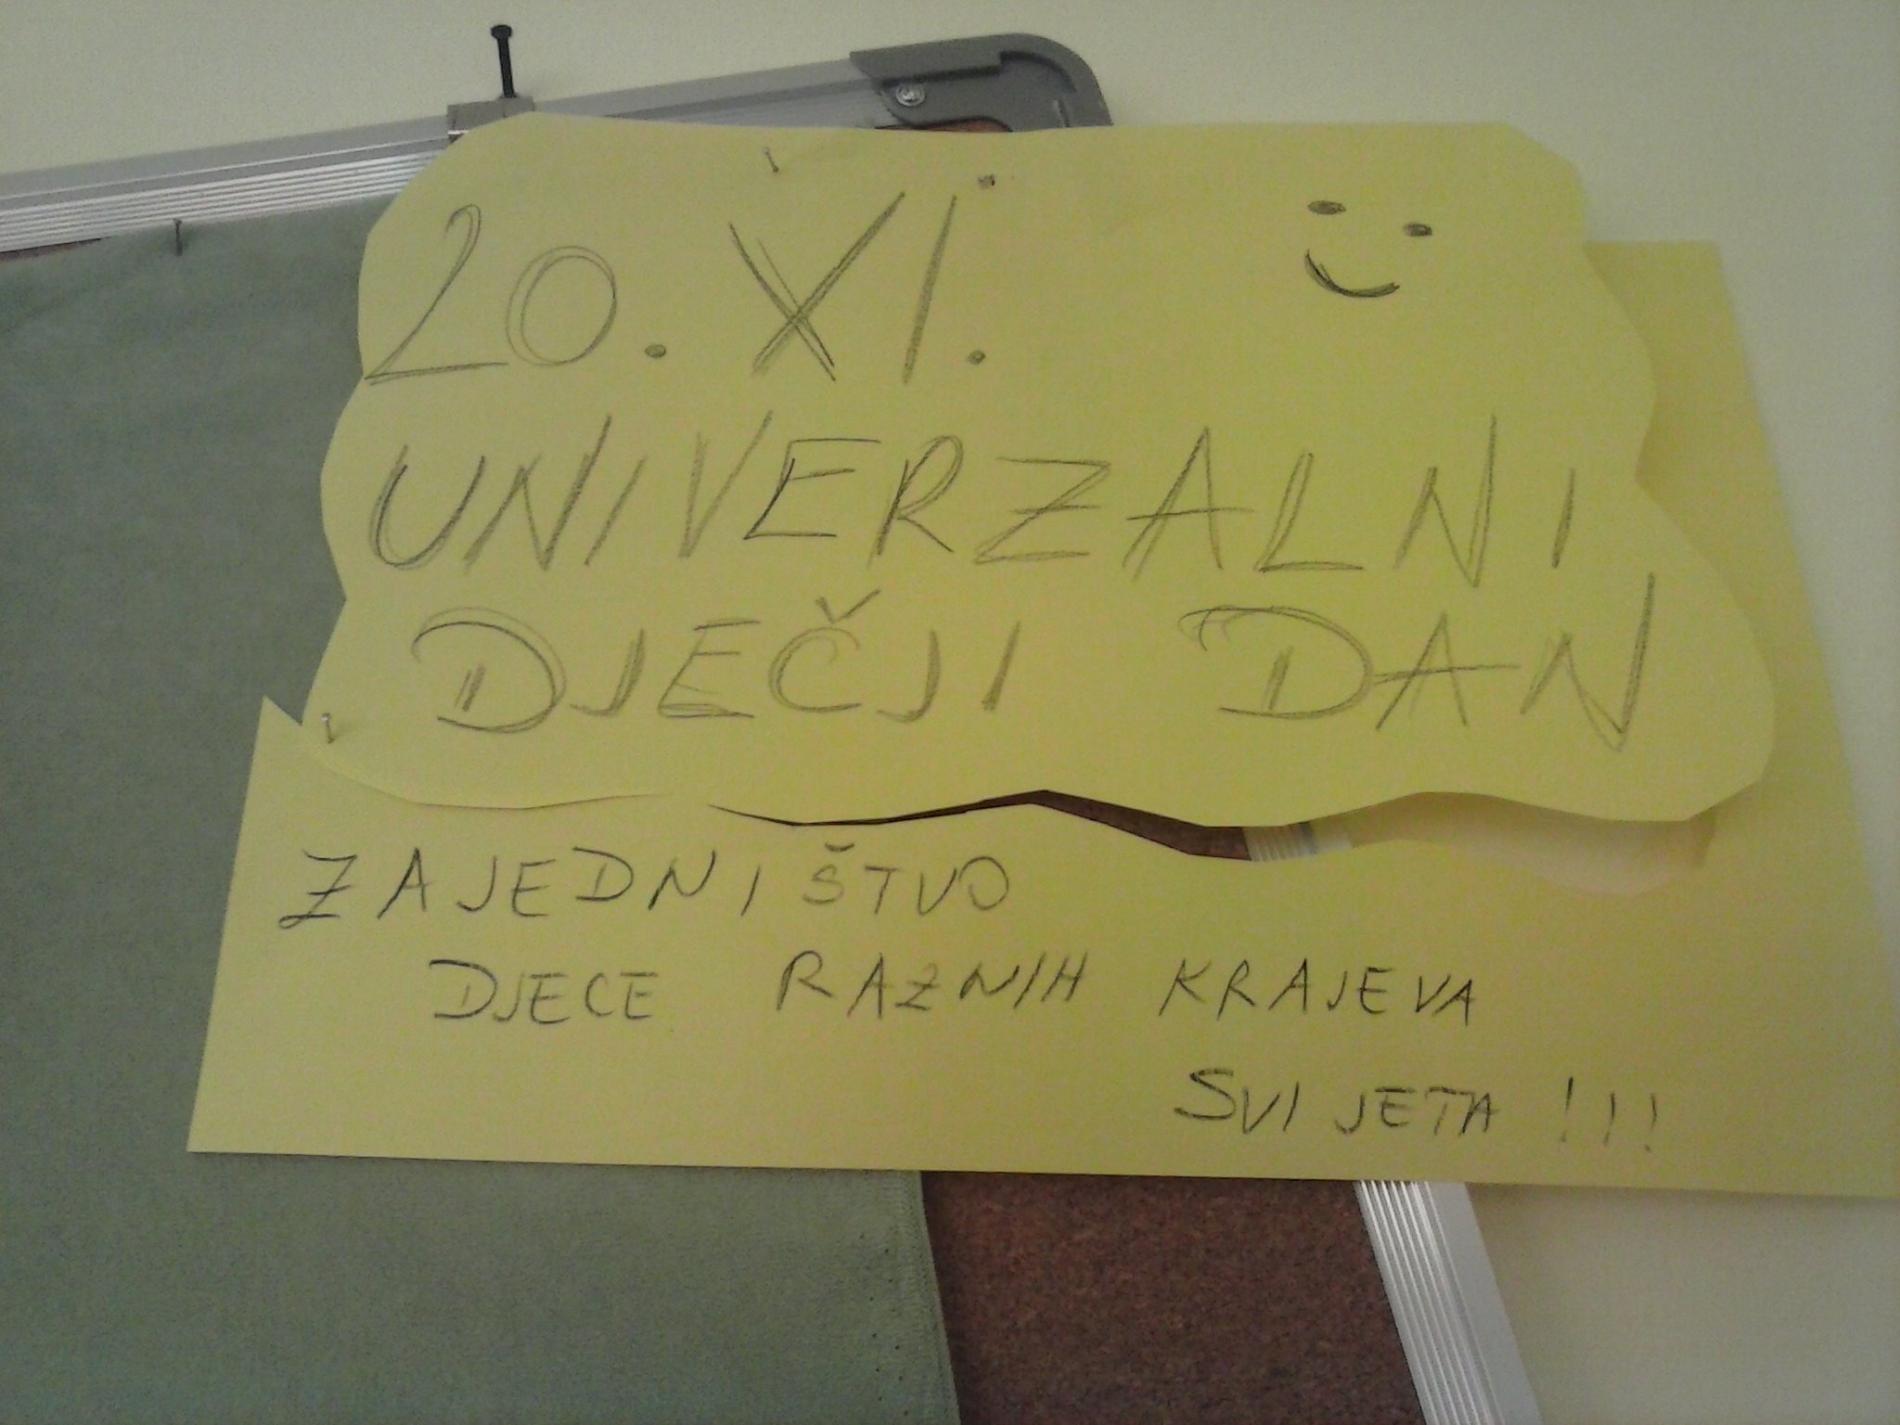 20. XI.
UNIVERZALNI
DJEČJI DAN
ZAJEDNIŠTVO
DJECE RAZNIH KRAJEVA
SVIJETA !!!